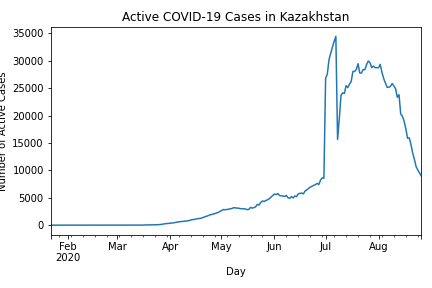 Active COVID-19 Cases in Kazakhstan
Number of Active Cases
35000
30000
25000
20000
15000
10000
5000
0
Feb Mar Apr May Jun Jul Aug
2020
Day